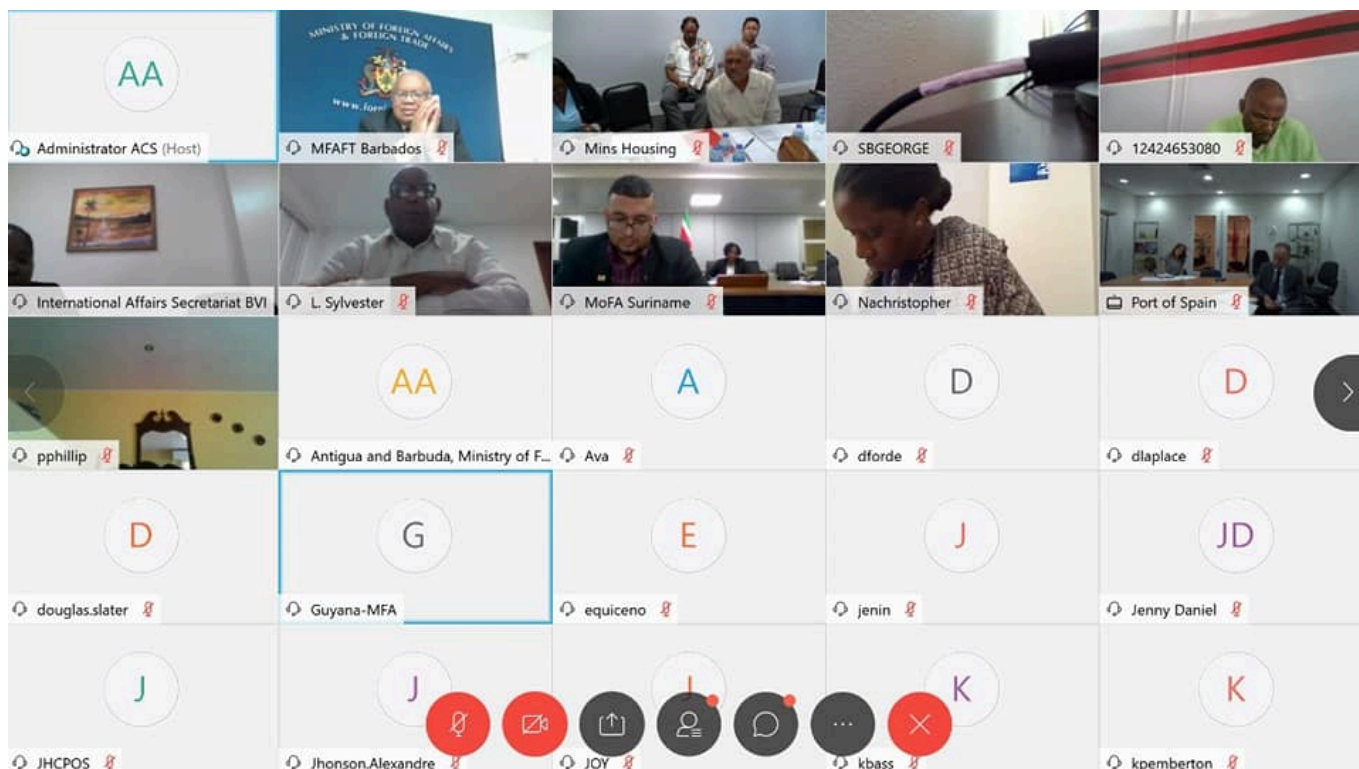 AA
Administrator ACS (Host)
MINISTRY OF FOREIGN AFFAIRS
& FOREIGN TRADE
MFAFT Barbados
Mins Housing
SBGEORGE
12424653080
International Affairs Secretariat BVI
L. Sylvester
MoFA Suriname
Nachristopher
Port of Spain
pphillip
AA
Antigua and Barbuda, Ministry of F...
A
Ava
D
dforde
D
dlaplace
D
douglas.slater
G
Guyana-MFA
E
equiceno
J
jenin
JD
Jenny Daniel
J
JHCPOS
J
Jhonson.Alexandre
J
JOY
K
kbass
K
kpemberton